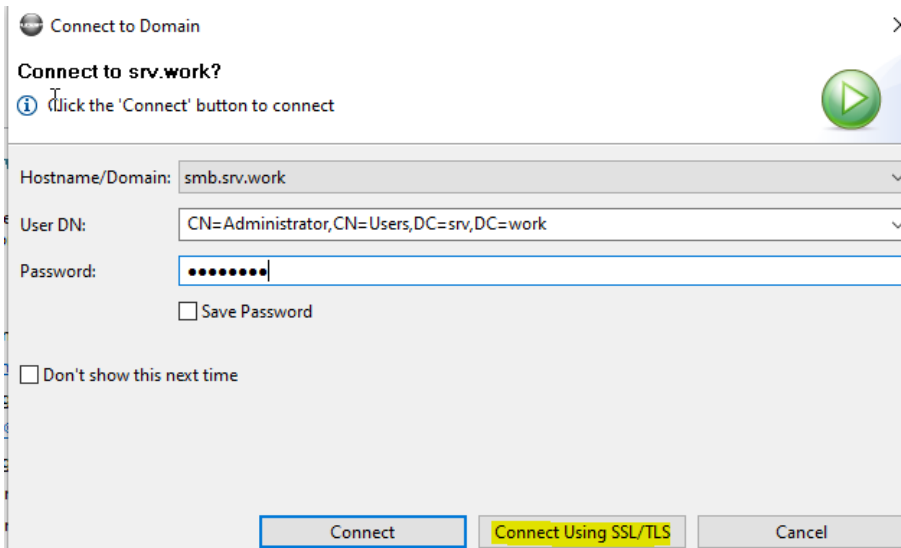 Connect to Domain
Connect to srv.work?
Click the 'Connect' button to connect
Hostname/Domain: smb.srv.work
User DN: CN=Administrator,CN=Users,DC=srv,DC=work
Password: ●●●●●●●●
Save Password
Don't show this next time
Connect Connect Using SSL/TLS Cancel